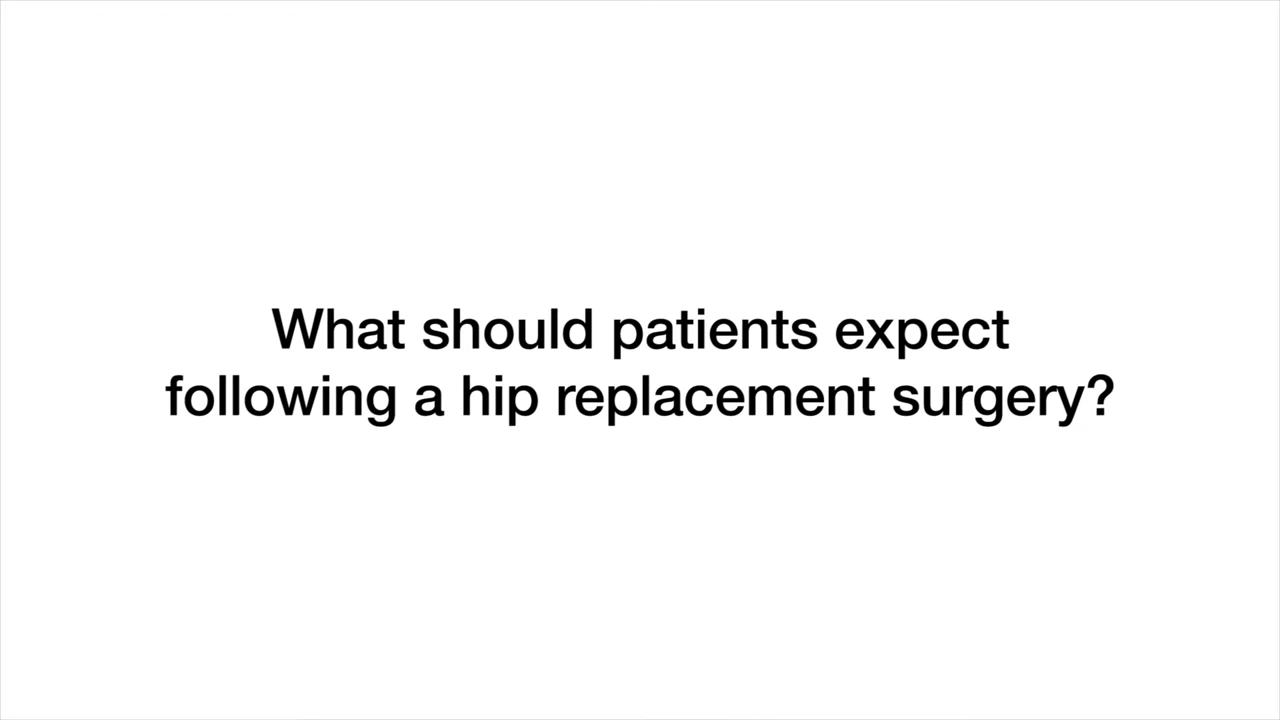 What should patients expect
following a hip replacement surgery?